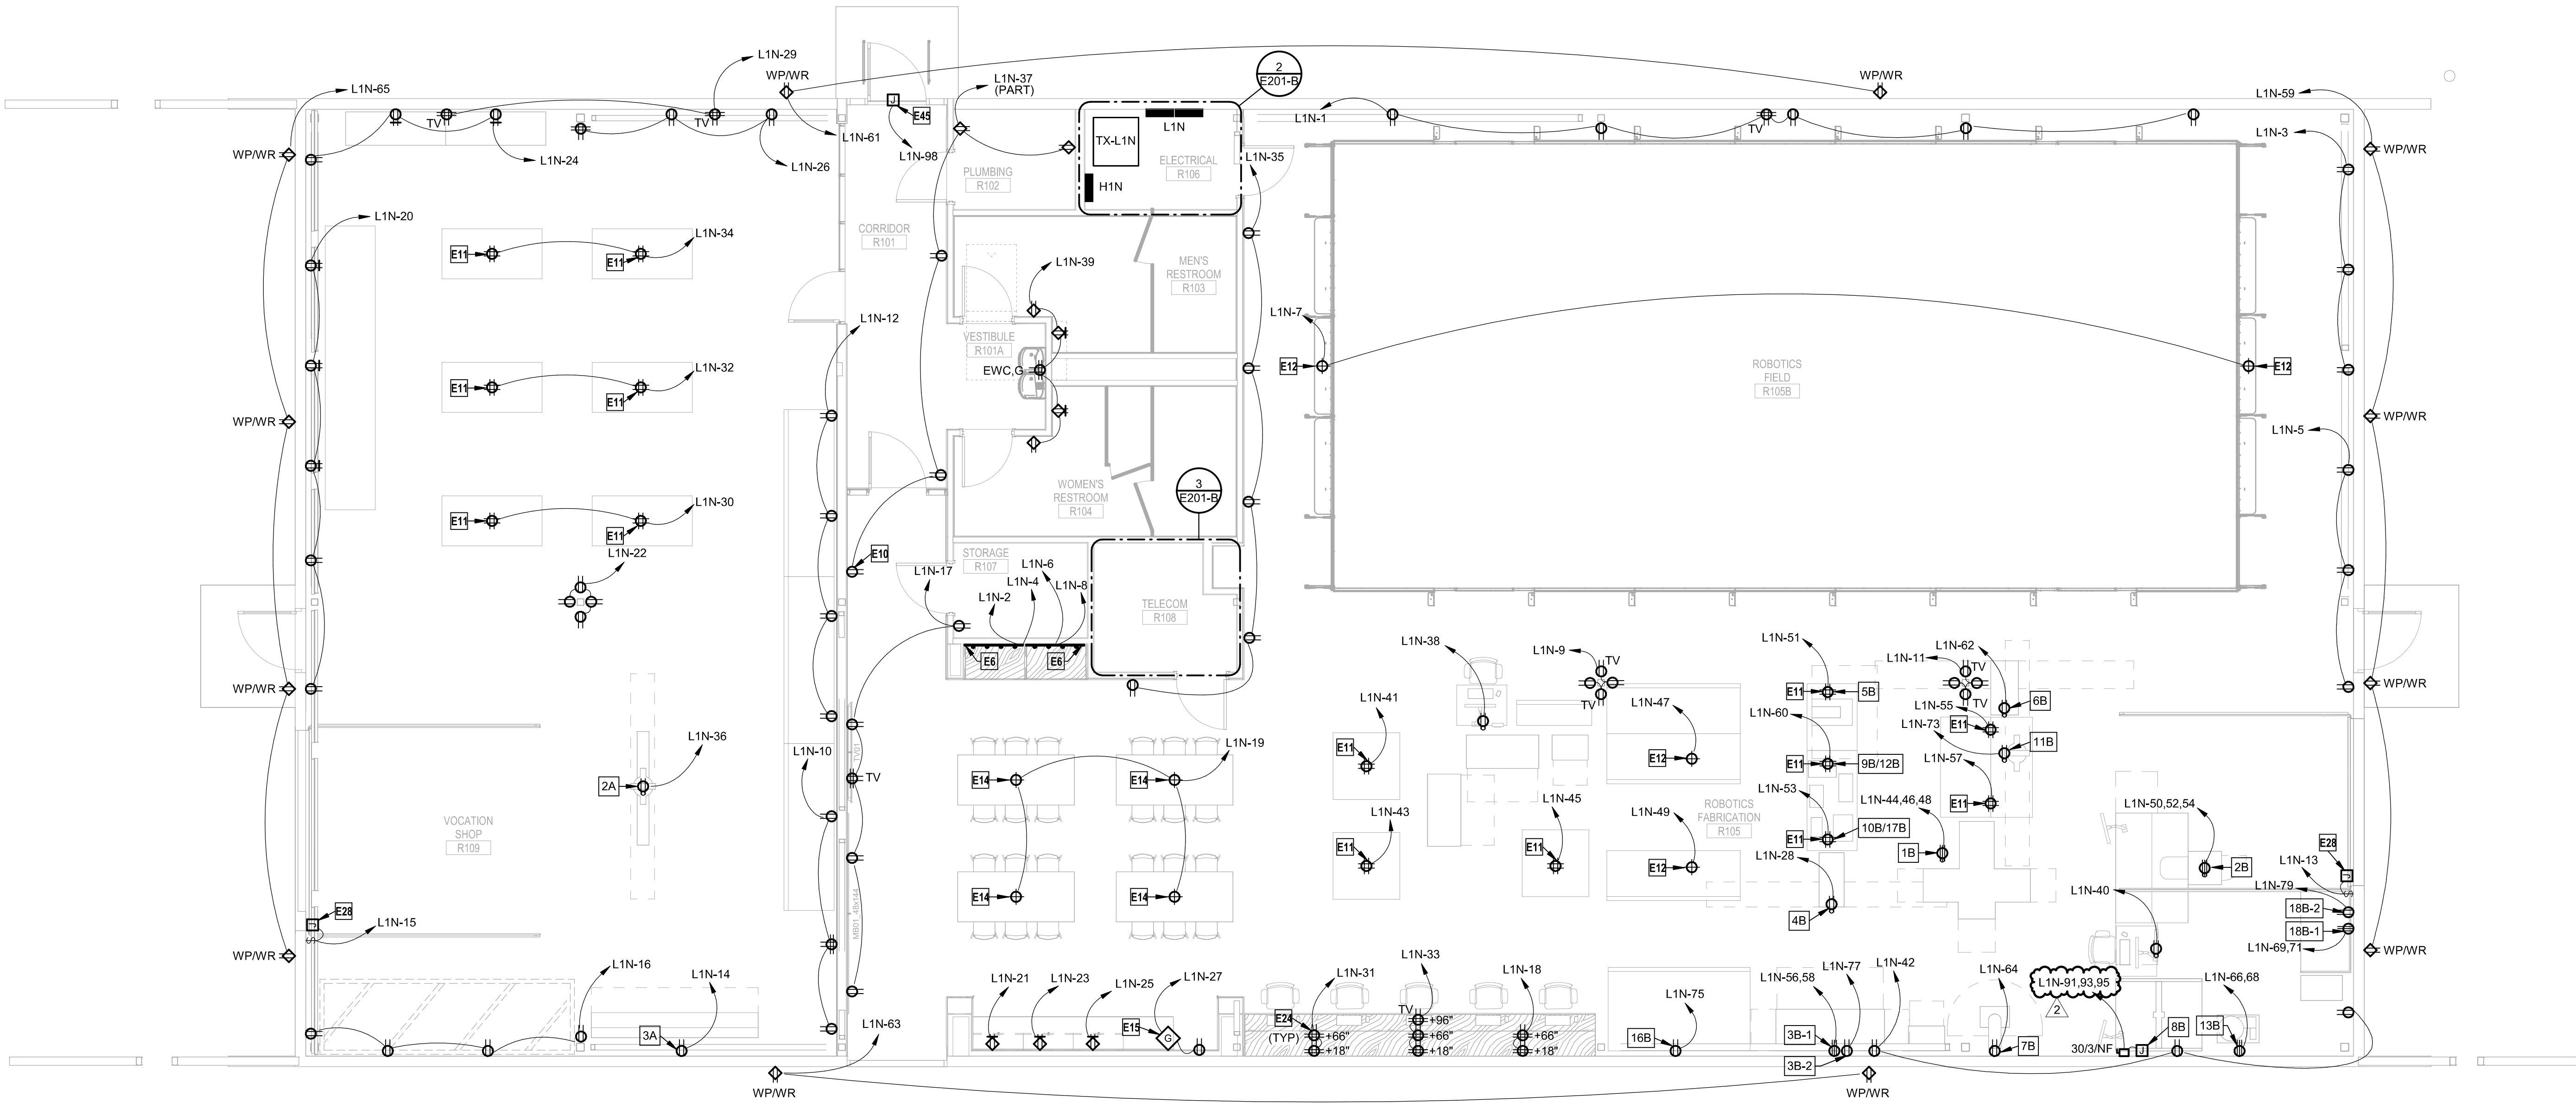 L1N-29
WP/WR
L1N-37
(PART)
2
E201-B
WP/WR
L1N-65
L1N-59
TV
TV
J
E45
L1N-61
L1N-98
L1N-1
L1N
TV
L1N-3
WP/WR
L1N-24
L1N-26
TX-L1N
ELECTRICAL
R106
L1N-35
WP/WR
PLUMBING
R102
H1N
L1N-20
CORRIDOR
R101
L1N-34
E11
E11
L1N-39
MEN'S
RESTROOM
R103
L1N-7
L1N-12
VESTIBULE
R101A
EWC,G
L1N-32
E11
E11
E12
ROBOTICS
FIELD
R105B
E12
WP/WR
WP/WR
L1N-5
WOMEN'S
RESTROOM
R104
3
E201-B
L1N-30
E11
E11
L1N-22
E10
STORAGE
R107
L1N-17
L1N-6
L1N-4
L1N-8
L1N-2
TELECOM
R108
E6
E6
WP/WR
WP/WR
L1N-38
L1N-9
TV
TV
L1N-51
E11
5B
L1N-62
L1N-11
TV
TV
6B
L1N-55
E11
L1N-73
11B
L1N-41
E11
L1N-47
E12
L1N-60
E11
9B/12B
L1N-57
E11
L1N-36
2A
L1N-10
TV01
TV
L1N-19
E14
E14
VOCATION
SHOP
R109
L1N-43
E11
L1N-45
E11
L1N-49
E12
ROBOTICS
FABRICATION
R105
L1N-53
E11
10B/17B
L1N-44,46,48
1B
L1N-50,52,54
2B
L1N-28
4B
E28
J
L1N-13
L1N-79
S
18B-2
18B-1
L1N-69,71
L1N-40
E14
E14
MB01_48x144
E28
J
S
L1N-15
WP/WR
WP/WR
L1N-16
L1N-14
3A
L1N-63
L1N-21
L1N-23
L1N-25
L1N-27
E15
G
L1N-31
E24
(TYP)
+66"
+18"
L1N-33
TV
+96"
+66"
+18"
L1N-18
+66"
+18"
L1N-75
16B
L1N-56,58
L1N-77
L1N-42
3B-1
3B-2
L1N-64
7B
L1N-91,93,95
2
30/3/NF
J
8B
L1N-66,68
13B
WP/WR
WP/WR